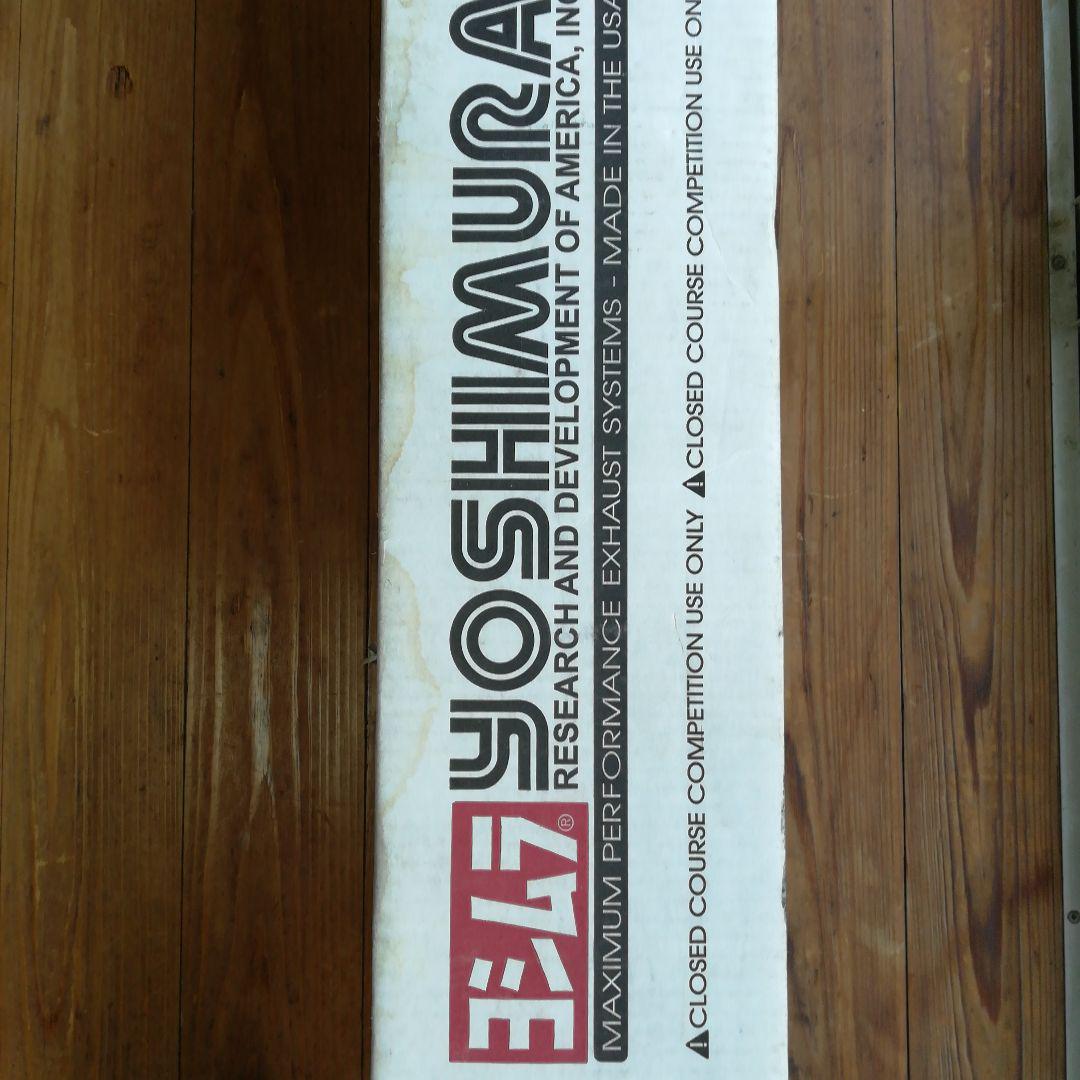 ヨシムラ®
YOSHIMURA
RESEARCH AND DEVELOPMENT OF AMERICA, INC
MAXIMUM PERFORMANCE EXHAUST SYSTEMS - MADE IN THE USA
⚠CLOSED COURSE COMPETITION USE ONLY ⚠CLOSED COURSE COMPETITION USE ON